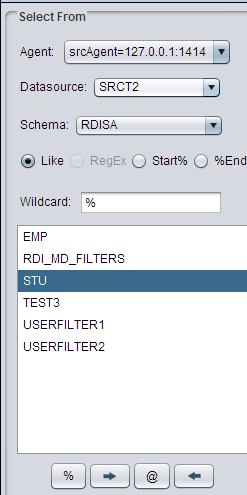 Select From
Agent: srcAgent=127.0.0.1:1414
Datasource: SRCT2
Schema: RDISA
Like RegEx Start% %End
Wildcard: %
EMP
RDI_MD_FILTERS
STU
TEST3
USERFILTER1
USERFILTER2
% @